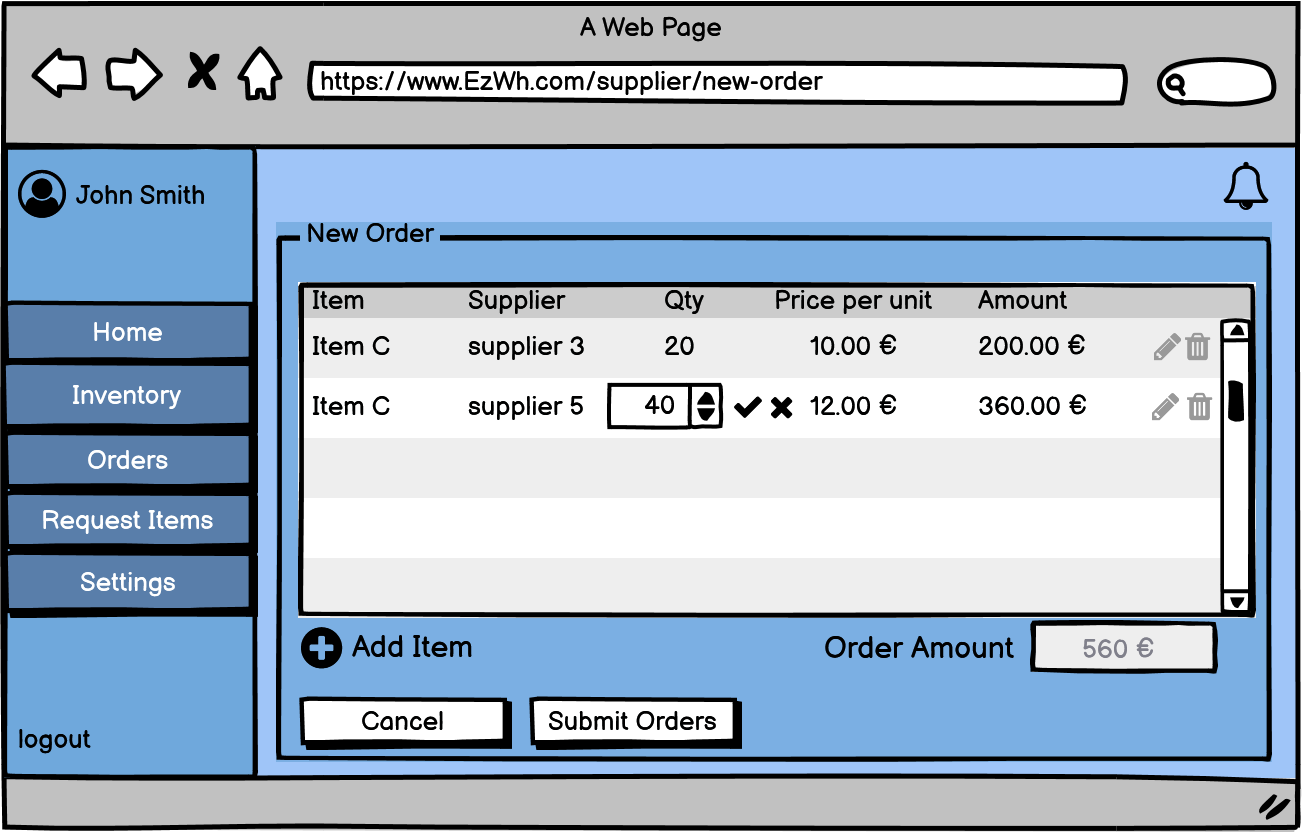 A Web Page
https://www.EzWh.com/supplier/new-order
John Smith
Home
Inventory
Orders
Request Items
Settings
logout
New Order
Item Supplier Qty Price per unit Amount
Item C supplier 3 20 10.00 € 200.00 €
Item C supplier 5 40 12.00 € 360.00 €
Add Item Order Amount 560 €
Cancel Submit Orders